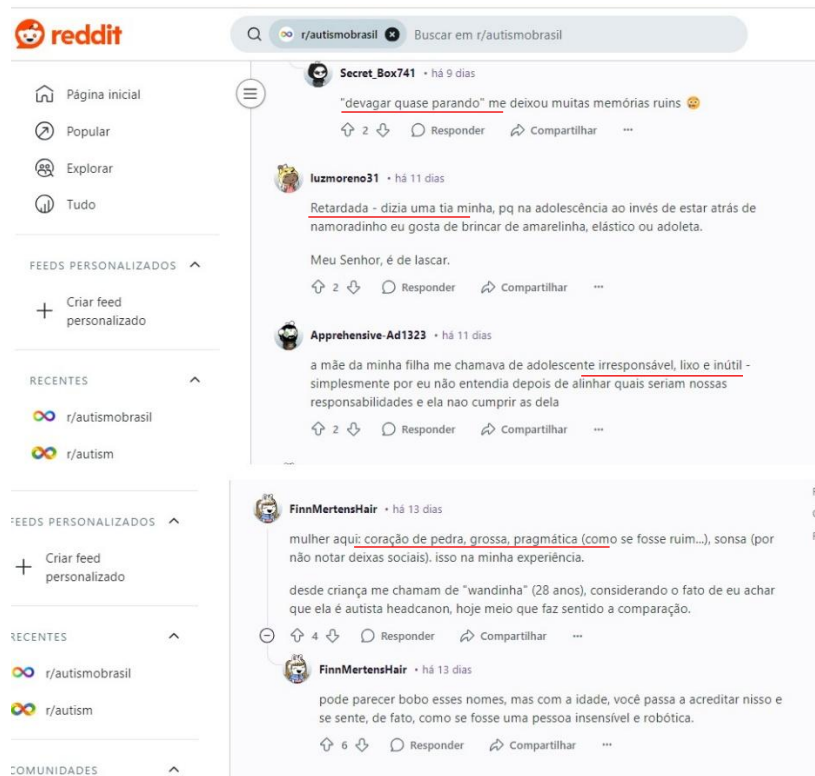 reddit
r/autismobrasil Buscar em r/autismobrasil
Página inicial
Popular
Explorar
Tudo
FEEDS PERSONALIZADOS
Criar feed
personalizado
RECENTES
r/autismobrasil
r/autism
Secret_Box741 • há 9 dias
"devagar quase parando" me deixou muitas memórias ruins
2 Responder Compartilhar ...
luzmoreno31 • há 11 dias
Retardada - dizia uma tia minha, pq na adolescência ao invés de estar atrás de
namoradinho eu gosta de brincar de amarelinha, elástico ou adoleta.
Meu Senhor, é de lascar.
2 Responder Compartilhar ...
Apprehensive-Ad1323 • há 11 dias
a mãe da minha filha me chamava de adolescente irresponsável, lixo e inútil -
simplesmente por eu não entendia depois de alinhar quais seriam nossas
responsabilidades e ela nao cumprir as dela
2 Responder Compartilhar ...
FEEDS PERSONALIZADOS
Criar feed
personalizado
RECENTES
r/autismobrasil
r/autism
COMUNIDADES
FinnMertensHair • há 13 dias
mulher aqui: coração de pedra, grossa, pragmática (como se fosse ruim...), sonsa (por
não notar deixas sociais). isso na minha experiência.
desde criança me chamam de "wandinha" (28 anos), considerando o fato de eu achar
que ela é autista headcanon, hoje meio que faz sentido a comparação.
4 Responder Compartilhar ...
FinnMertensHair • há 13 dias
pode parecer bobo esses nomes, mas com a idade, você passa a acreditar nisso e
se sente, de fato, como se fosse uma pessoa insensível e robótica.
6 Responder Compartilhar ...